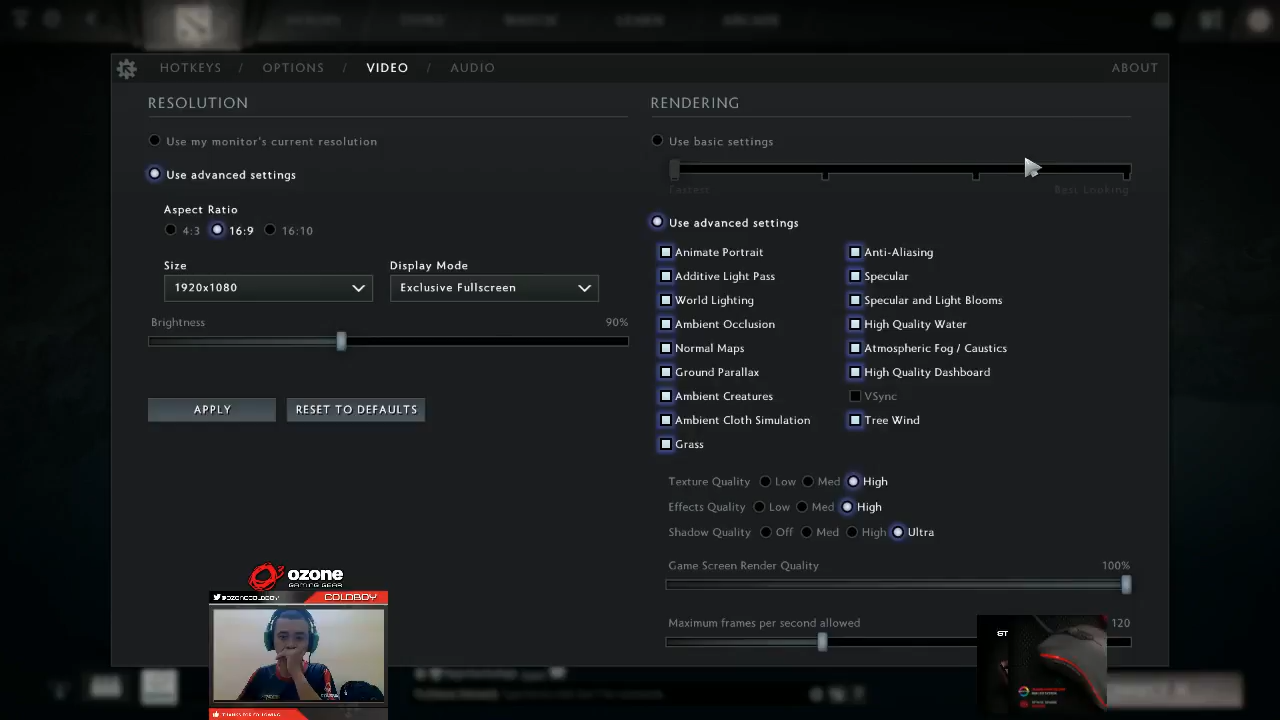 HOTKEYS / OPTIONS / VIDEO / AUDIO
ABOUT
RESOLUTION
Use my monitor's current resolution
Use advanced settings
Aspect Ratio
4:3 16:9 16:10
Size
1920x1080
Display Mode
Exclusive Fullscreen
Brightness 90%
APPLY
RESET TO DEFAULTS
RENDERING
Use basic settings
Fastest Best Looking
Use advanced settings
Animate Portrait
Additive Light Pass
World Lighting
Ambient Occlusion
Normal Maps
Ground Parallax
Ambient Creatures
Ambient Cloth Simulation
Grass
Anti-Aliasing
Specular
Specular and Light Blooms
High Quality Water
Atmospheric Fog / Caustics
High Quality Dashboard
VSync
Tree Wind
Texture Quality Low Med High
Effects Quality Low Med High
Shadow Quality Off Med High Ultra
Game Screen Render Quality 100%
Maximum frames per second allowed 120
ozone
GAMING GEAR
COLDBOY
THANKS FOR FOLLOWING